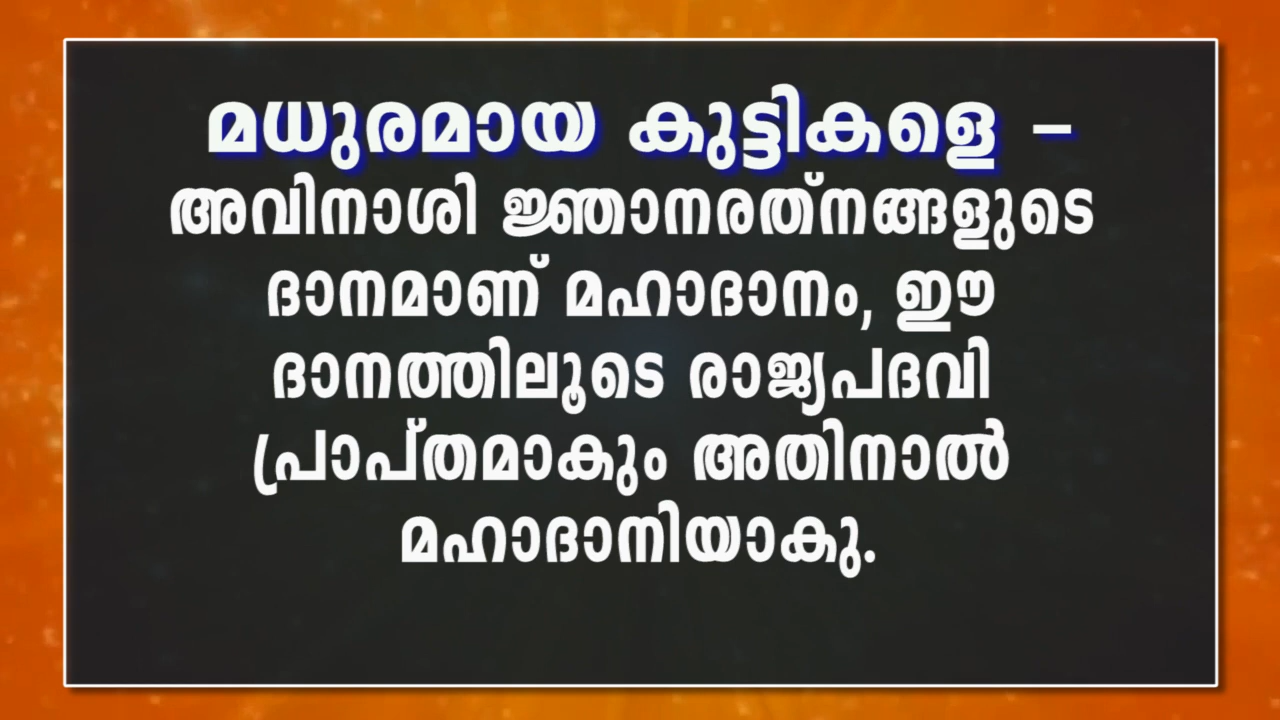 മധുരമായ കുട്ടികളെ –
അവിനാശി ജ്ഞാനരത്നങ്ങളുടെ
ദാനമാണ് മഹാദാനം, ഈ
ദാനത്തിലൂടെ രാജ്യപദവി
പ്രാപ്തമാകും അതിനാൽ
മഹാദാനിയാകു.